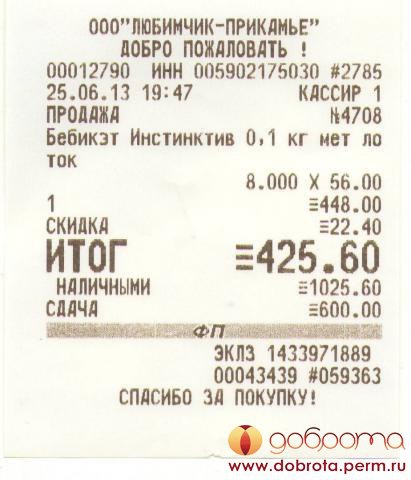 ООО"ЛЮБИМЧИК-ПРИКАМЬЕ"
ДОБРО ПОЖАЛОВАТЬ !
00012790 ИНН 005902175030 #2785
25.06.13 19:47 КАССИР 1
ПРОДАЖА №4708
Бебикэт Инстинктив 0,1 кг мет ло
ток
8.000 X 56.00
1 ≡448.00
СКИДКА ≡22.40
ИТОГ ≡425.60
НАЛИЧНЫМИ ≡1025.60
СДАЧА ≡600.00
ФП
ЭКЛЗ 1433971889
00043439 #059363
СПАСИБО ЗА ПОКУПКУ!
доброта
www.dobrota.perm.ru